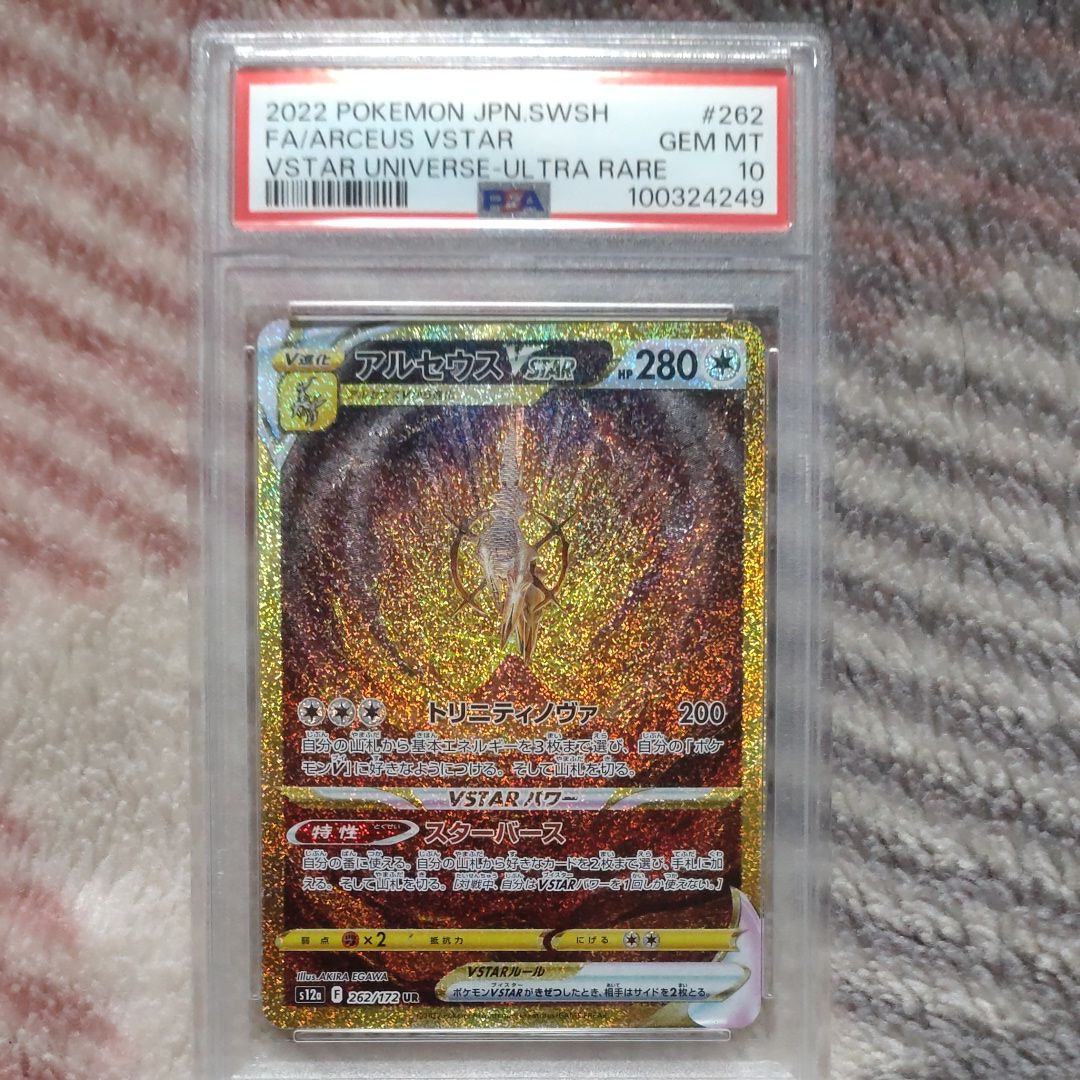 2022 POKEMON JPN.SWSH #262
FA/ARCEUS VSTAR GEM MT
VSTAR UNIVERSE-ULTRA RARE 10
PSA 100324249
V進化 アルセウス VSTAR HP 280
アルセウスVから進化
トリニティノヴァ 200
自分の山札から基本エネルギーを3枚まで選び、自分の「ポケ
モンV」に好きなようにつける。そして山札を切る。
VSTARパワー
特性 スターバース
自分の番に使える。自分の山札から好きなカードを2枚まで選び、手札に加
える。そして山札を切る。[対戦中、自分はVSTARパワーを1回しか使えない。]
弱点 ×2 抵抗力 にげる
Illus. AKIRA EGAWA
VSTARルール
ポケモンVSTARがきぜつしたとき、相手はサイドを2枚とる。
s12a F 262/172 UR